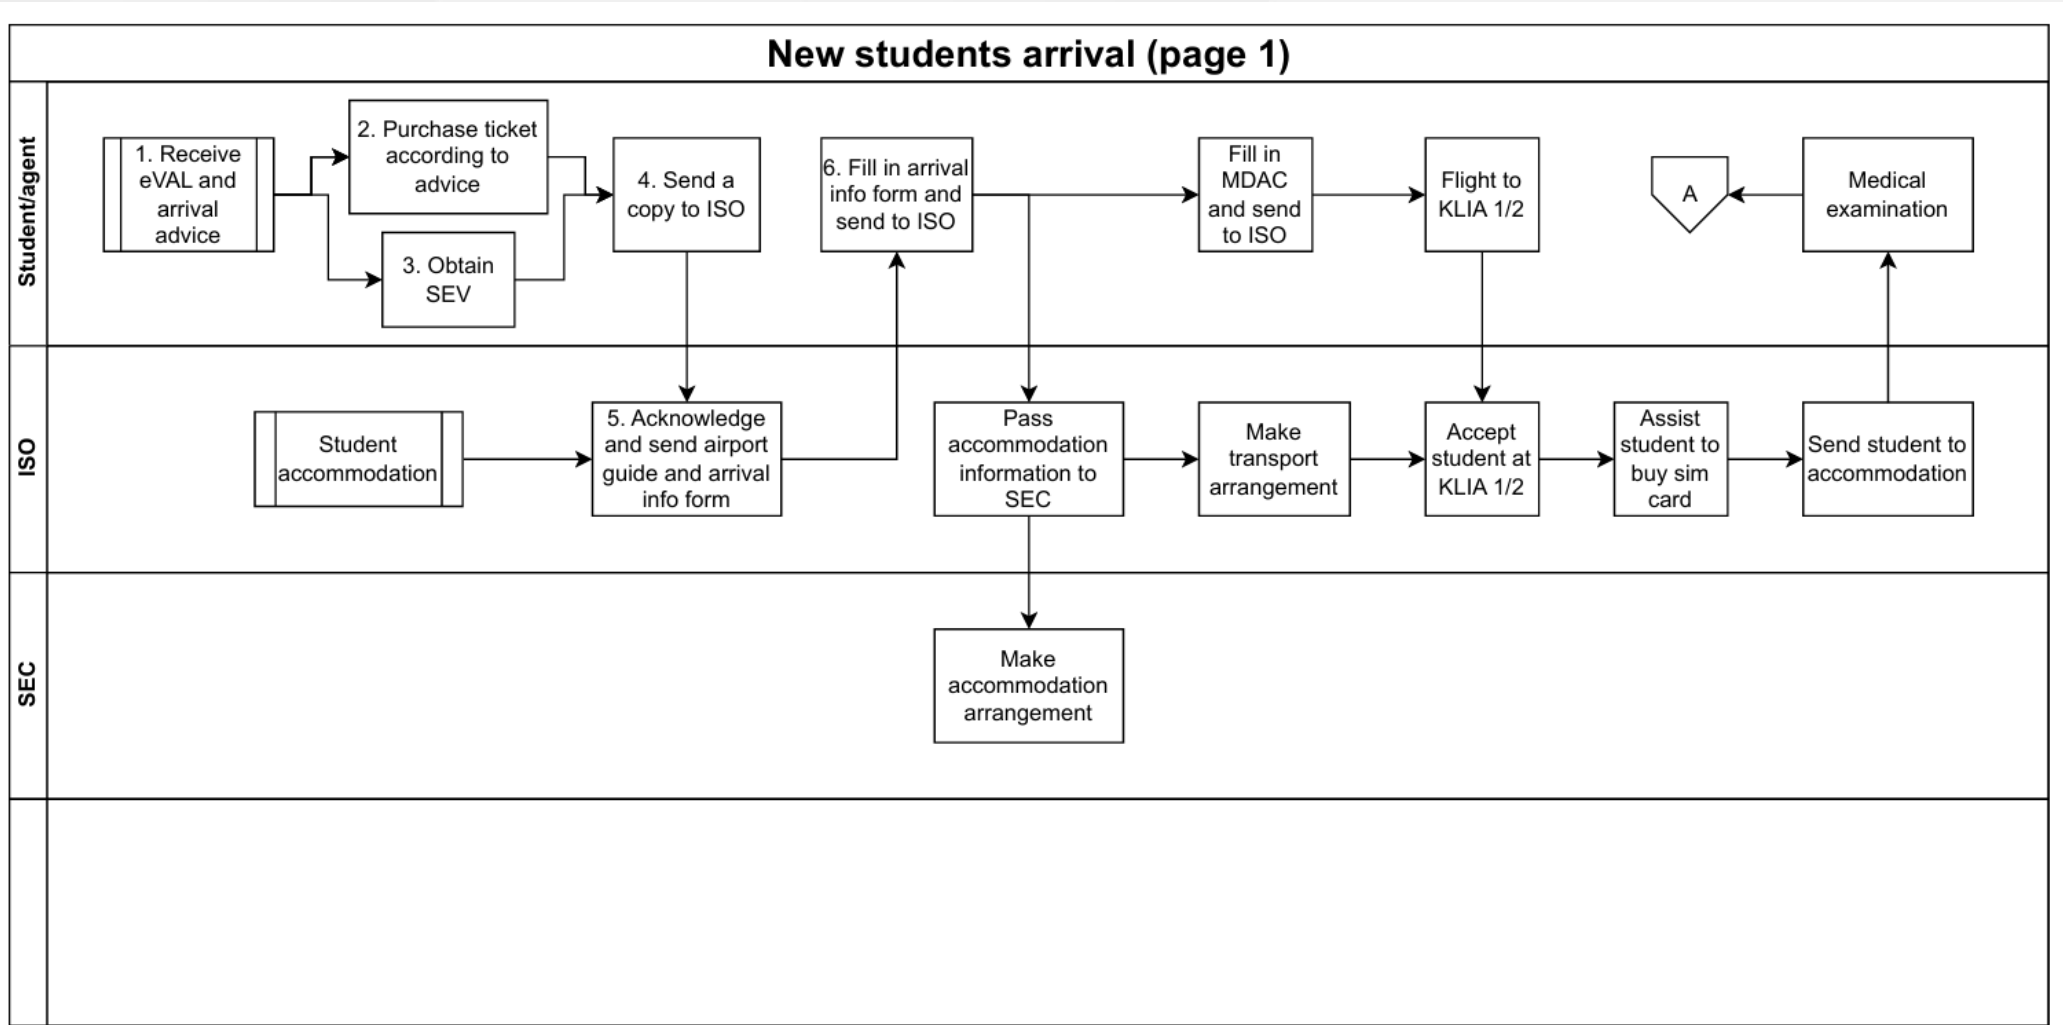 New students arrival (page 1)
Student/agent
1. Receive
eVAL and
arrival
advice
2. Purchase ticket
according to
advice
3. Obtain
SEV
4. Send a
copy to ISO
6. Fill in arrival
info form and
send to ISO
Fill in
MDAC
and send
to ISO
Flight to
KLIA 1/2
A
Medical
examination
ISO
Student
accommodation
5. Acknowledge
and send airport
guide and arrival
info form
Pass
accommodation
information to
SEC
Make
transport
arrangement
Accept
student at
KLIA 1/2
Assist
student to
buy sim
card
Send student to
accommodation
SEC
Make
accommodation
arrangement